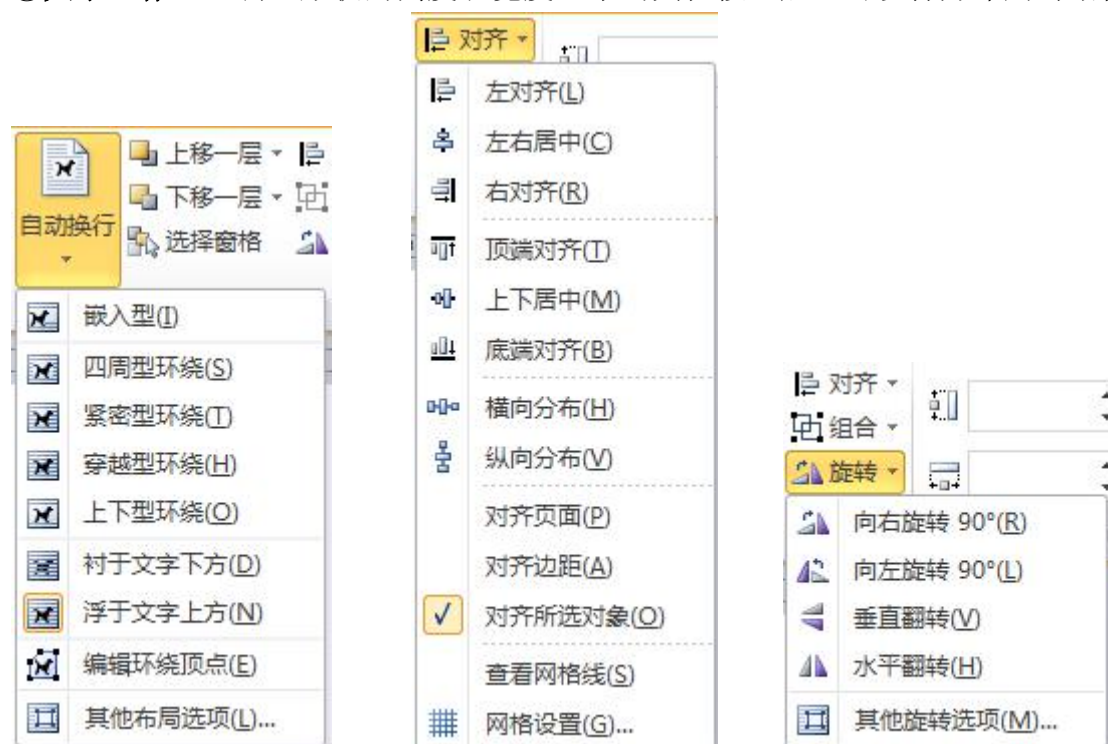 自动换行
上移一层
下移一层
选择窗格
嵌入型(I)
四周型环绕(S)
紧密型环绕(T)
穿越型环绕(H)
上下型环绕(O)
衬于文字下方(D)
浮于文字上方(N)
编辑环绕顶点(E)
其他布局选项(L)...
对齐
左对齐(L)
左右居中(C)
右对齐(R)
顶端对齐(T)
上下居中(M)
底端对齐(B)
横向分布(H)
纵向分布(V)
对齐页面(P)
对齐边距(A)
对齐所选对象(O)
查看网格线(S)
网格设置(G)...
对齐
组合
旋转
向右旋转 90°(R)
向左旋转 90°(L)
垂直翻转(V)
水平翻转(H)
其他旋转选项(M)...